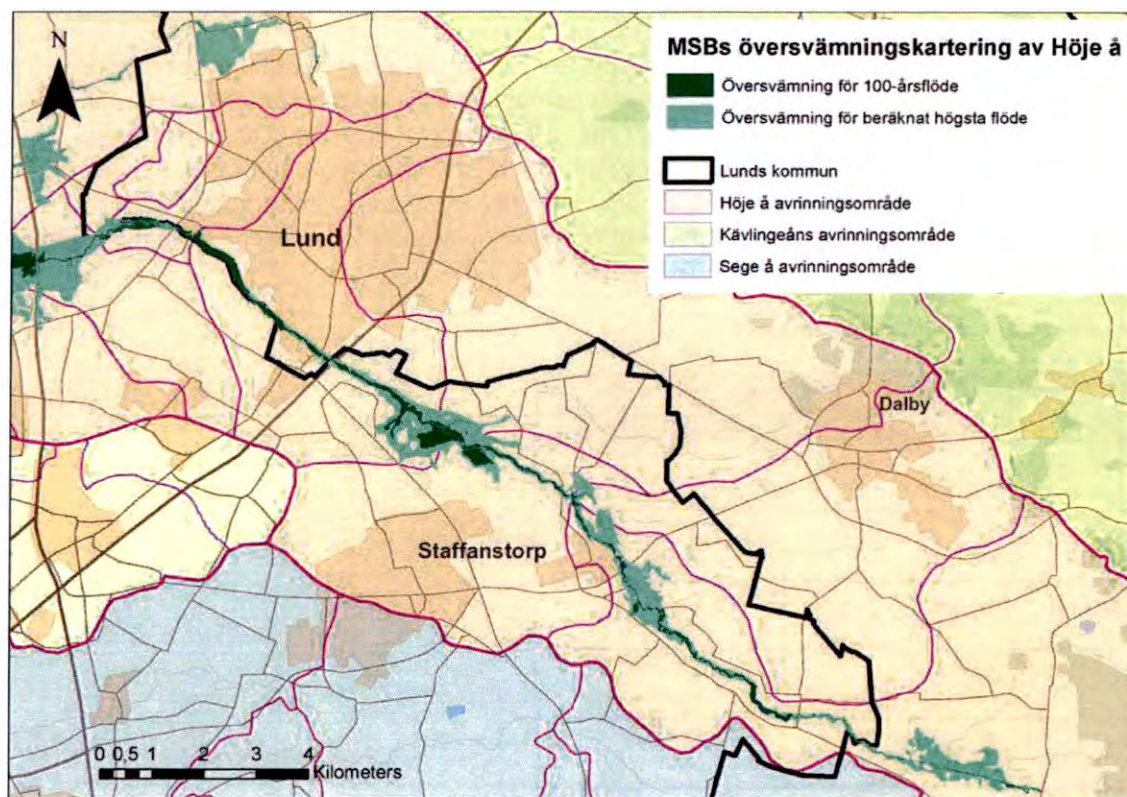 N
MSBs översvämningskartering av Höje å
Översvämning för 100-årsflöde
Översvämning för beräknat högsta flöde
Lunds kommun
Höje å avrinningsområde
Kävlingeåns avrinningsområde
Sege å avrinningsområde
Lund
Dalby
Staffanstorp
0 0,5 1 2 3 4
Kilometers